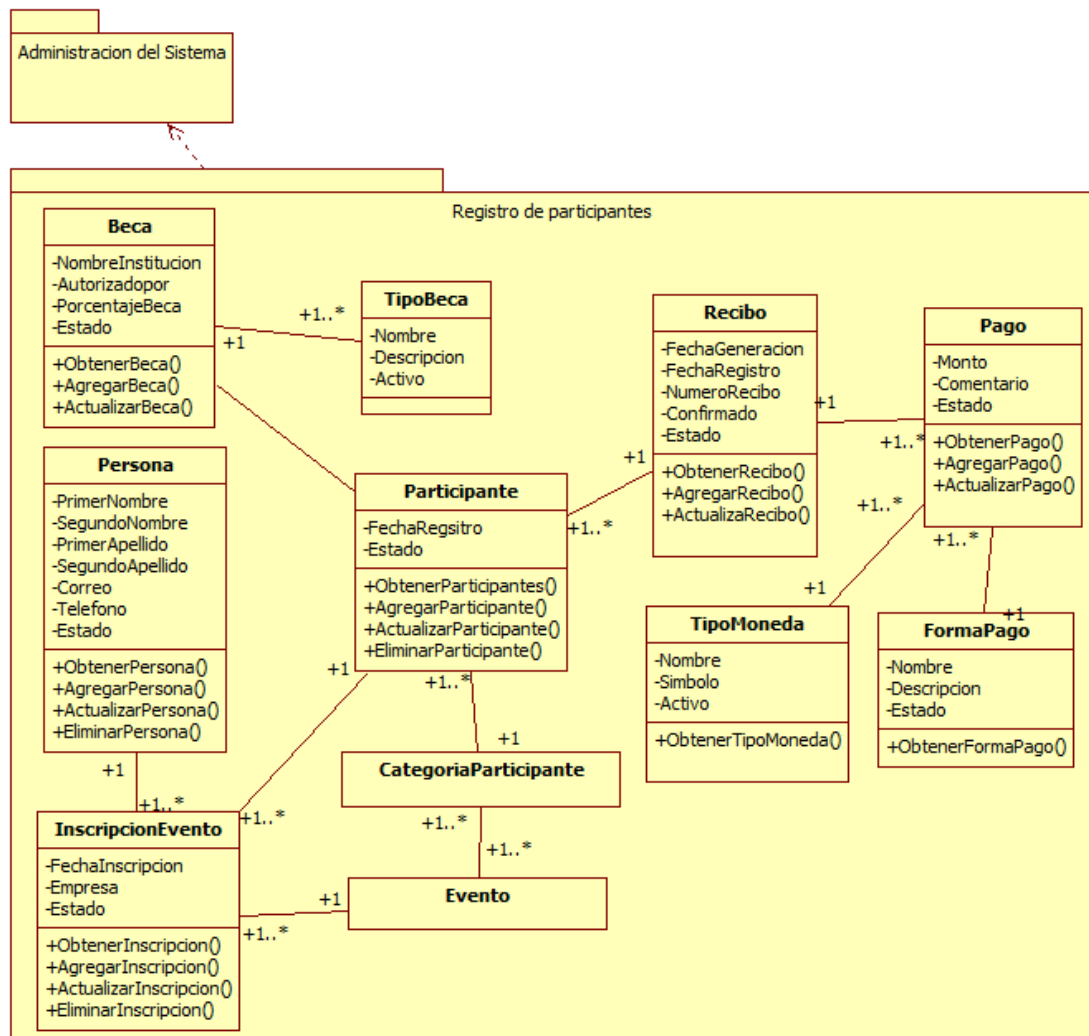 Administracion del Sistema
Registro de participantes
Beca
-NombreInstitucion
-Autorizadopor
-PorcentajeBeca
-Estado
+ObtenerBeca()
+AgregarBeca()
+ActualizarBeca()
+1
+1..*
TipoBeca
-Nombre
-Descripcion
-Activo
Recibo
-FechaGeneracion
-FechaRegistro
-NumeroRecibo
-Confirmado
-Estado
+ObtenerRecibo()
+AgregarRecibo()
+ActualizaRecibo()
+1
+1..*
Pago
-Monto
-Comentario
-Estado
+ObtenerPago()
+AgregarPago()
+ActualizarPago()
+1..*
+1..*
Persona
-PrimerNombre
-SegundoNombre
-PrimerApellido
-SegundoApellido
-Correo
-Telefono
-Estado
+ObtenerPersona()
+AgregarPersona()
+ActualizarPersona()
+EliminarPersona()
Participante
-FechaRegsitro
-Estado
+ObtenerParticipantes()
+AgregarParticipante()
+ActualizarParticipante()
+EliminarParticipante()
+1
+1..*
+1
+1..*
+1
+1
TipoMoneda
-Nombre
-Simbolo
-Activo
+ObtenerTipoMoneda()
FormaPago
-Nombre
-Descripcion
-Estado
+ObtenerFormaPago()
+1
CategoriaParticipante
+1..*
+1..*
+1
+1..*
+1..*
InscripcionEvento
-FechaInscripcion
-Empresa
-Estado
+ObtenerInscripcion()
+AgregarInscripcion()
+ActualizarInscripcion()
+EliminarInscripcion()
+1
+1..*
Evento